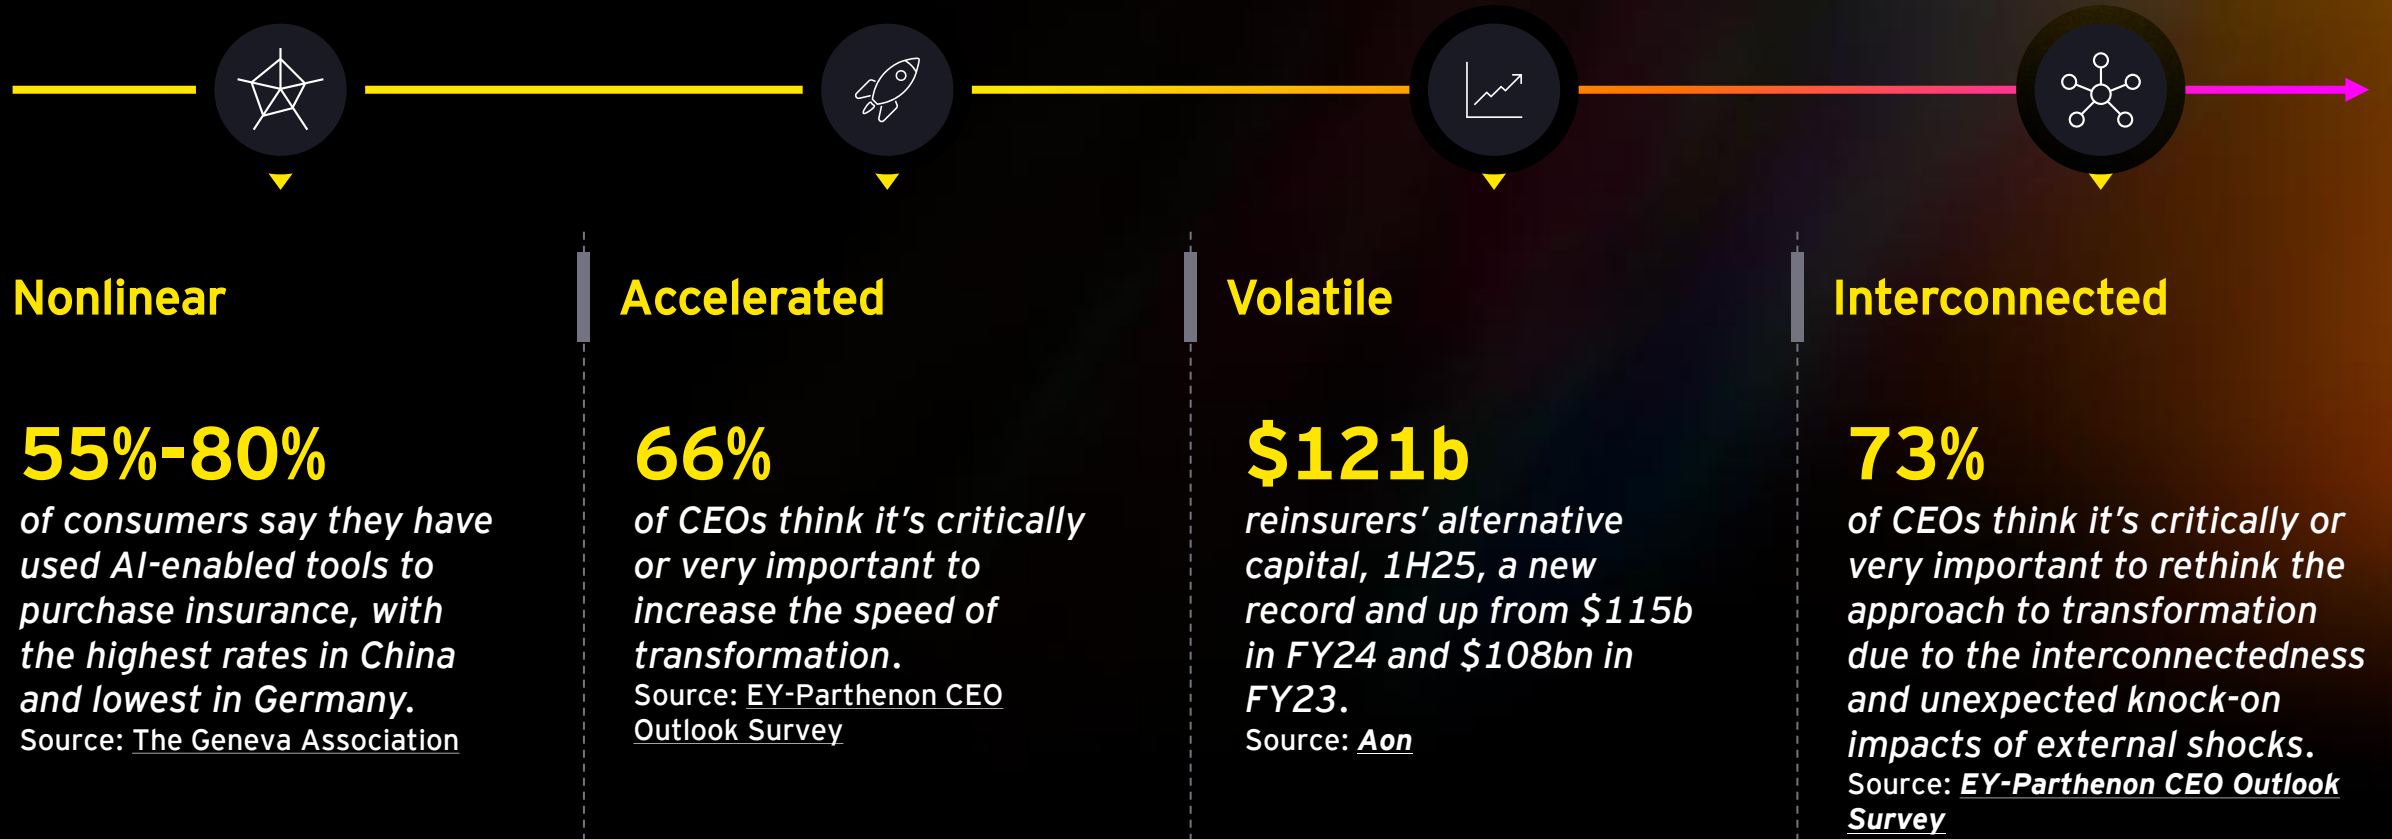 Nonlinear
55%-80%
of consumers say they have
used AI-enabled tools to
purchase insurance, with
the highest rates in China
and lowest in Germany.
Source: The Geneva Association
Accelerated
66%
of CEOs think it's critically
or very important to
increase the speed of
transformation.
Source: EY-Parthenon CEO
Outlook Survey
Volatile
$121b
reinsurers' alternative
capital, 1H25, a new
record and up from $115b
in FY24 and $108bn in
FY23.
Source: Aon
Interconnected
73%
of CEOs think it's critically or
very important to rethink the
approach to transformation
due to the interconnectedness
and unexpected knock-on
impacts of external shocks.
Source: EY-Parthenon CEO Outlook
Survey